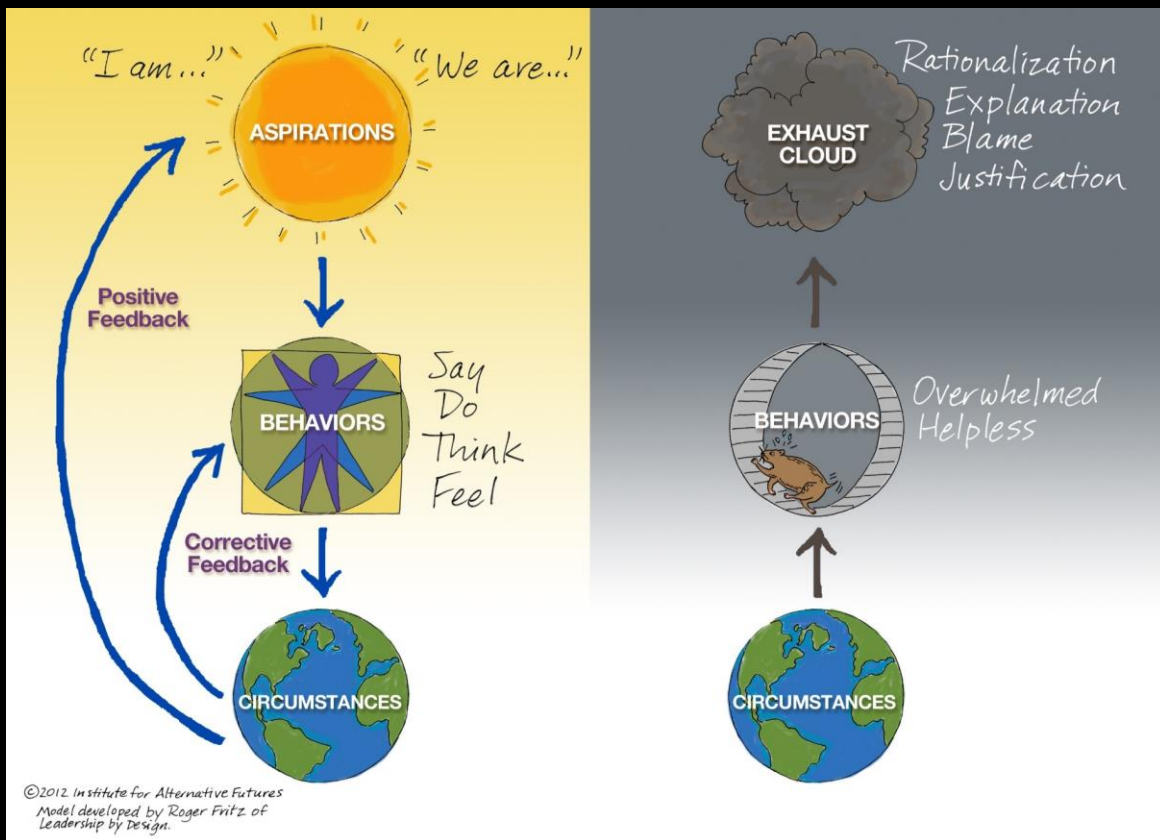 "I am..."
"We are..."
ASPIRATIONS
Positive
Feedback
BEHAVIORS
Say
Do
Think
Feel
Corrective
Feedback
CIRCUMSTANCES
©2012 Institute for Alternative Futures
Model developed by Roger Fritz of
Leadership by Design.
EXHAUST
CLOUD
Rationalization
Explanation
Blame
Justification
BEHAVIORS
Overwhelmed
Helpless
CIRCUMSTANCES